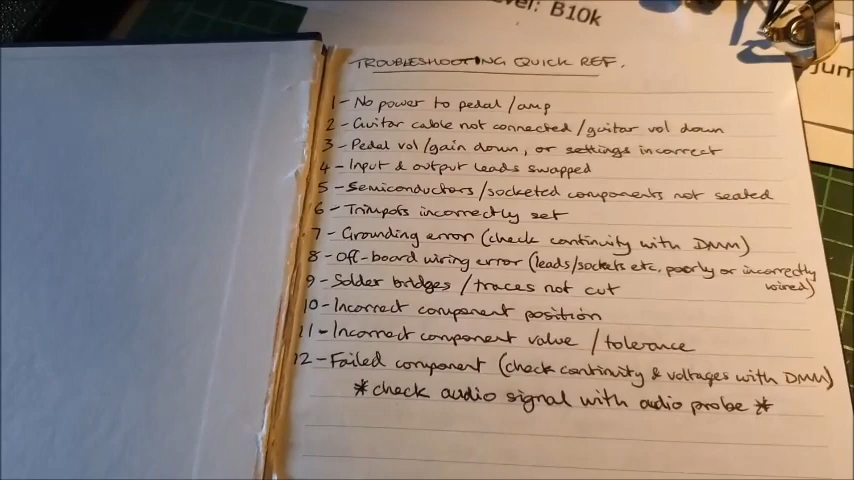 Level: B10k
Jum
TROUBLESHOOTING QUICK REF.
1 - No power to pedal/amp
2 - Guitar cable not connected/guitar vol down
3 - Pedal vol/gain down, or settings incorrect
4 - Input & output leads swapped
5 - Semiconductors/socketed components not seated
6 - Trimpots incorrectly set
7 - Grounding error (check continuity with DMM)
8 - Off-board wiring error (leads/sockets etc, poorly or incorrectly
wired)
9 - Solder bridges/traces not cut
10 - Incorrect component position
11 - Incorrect component value/tolerance
12 - Failed component (check continuity & voltages with DMM)
* check audio signal with audio probe *